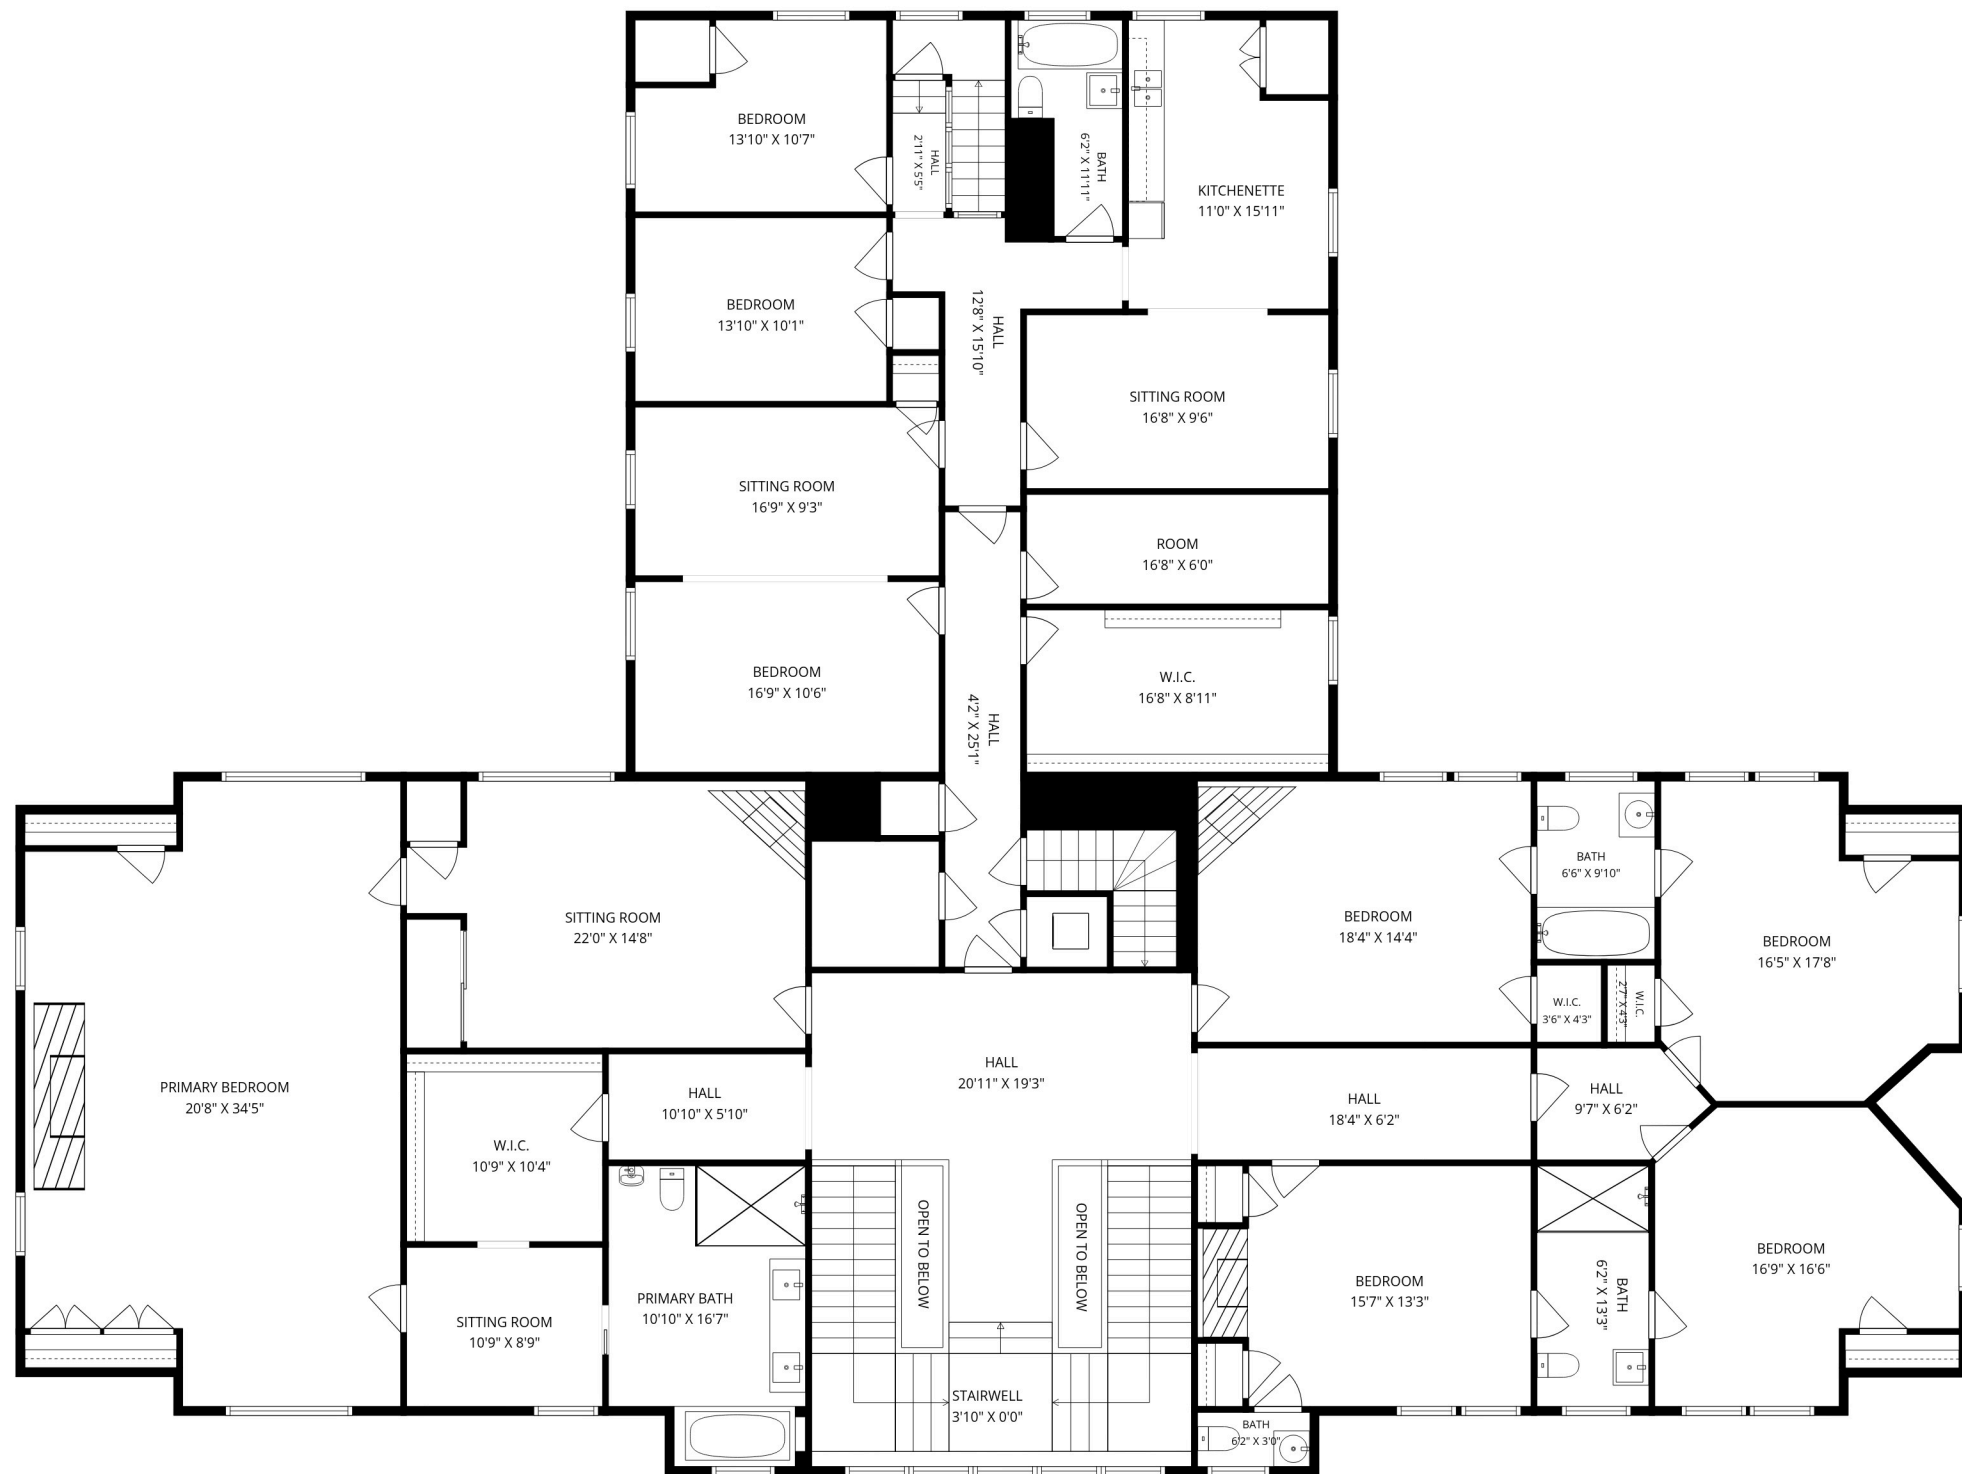 BEDROOM
13'10" X 10'7"
HALL
2'11" X 5'5"
BATH
6'2" X 11'11"
KITCHENETTE
11'0" X 15'11"
BEDROOM
13'10" X 10'1"
HALL
12'8" X 15'10"
SITTING ROOM
16'8" X 9'6"
SITTING ROOM
16'9" X 9'3"
ROOM
16'8" X 6'0"
BEDROOM
16'9" X 10'6"
W.I.C.
16'8" X 8'11"
HALL
4'2" X 25'1"
SITTING ROOM
22'0" X 14'8"
BEDROOM
18'4" X 14'4"
BATH
6'6" X 9'10"
BEDROOM
16'5" X 17'8"
W.I.C.
3'6" X 4'3"
W.I.C.
2'7" X 4'3"
PRIMARY BEDROOM
20'8" X 34'5"
HALL
10'10" X 5'10"
HALL
20'11" X 19'3"
HALL
18'4" X 6'2"
HALL
9'7" X 6'2"
W.I.C.
10'9" X 10'4"
OPEN TO BELOW
OPEN TO BELOW
BEDROOM
15'7" X 13'3"
BATH
6'2" X 13'3"
BEDROOM
16'9" X 16'6"
SITTING ROOM
10'9" X 8'9"
PRIMARY BATH
10'10" X 16'7"
STAIRWELL
3'10" X 0'0"
BATH
6'2" X 3'0"